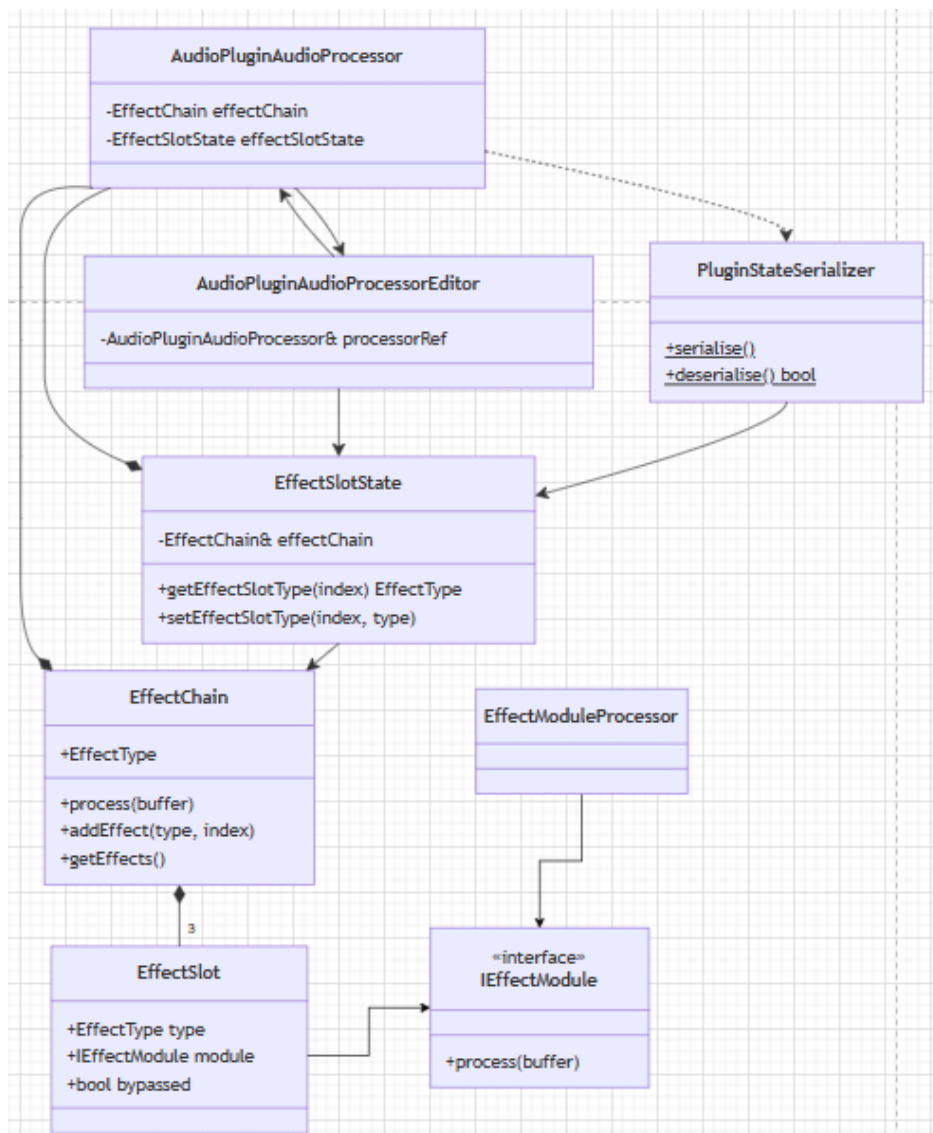 AudioPluginAudioProcessor
-EffectChain effectChain
-EffectSlotState effectSlotState
AudioPluginAudioProcessorEditor
-AudioPluginAudioProcessor& processorRef
PluginStateSerializer
+serialise()
+deserialise() bool
EffectSlotState
-EffectChain& effectChain
+getEffectSlotType(index) EffectType
+setEffectSlotType(index, type)
EffectChain
+EffectType
+process(buffer)
+addEffect(type, index)
+getEffects()
EffectModuleProcessor
3
EffectSlot
+EffectType type
+IEffectModule module
+bool bypassed
«interface»
IEffectModule
+process(buffer)